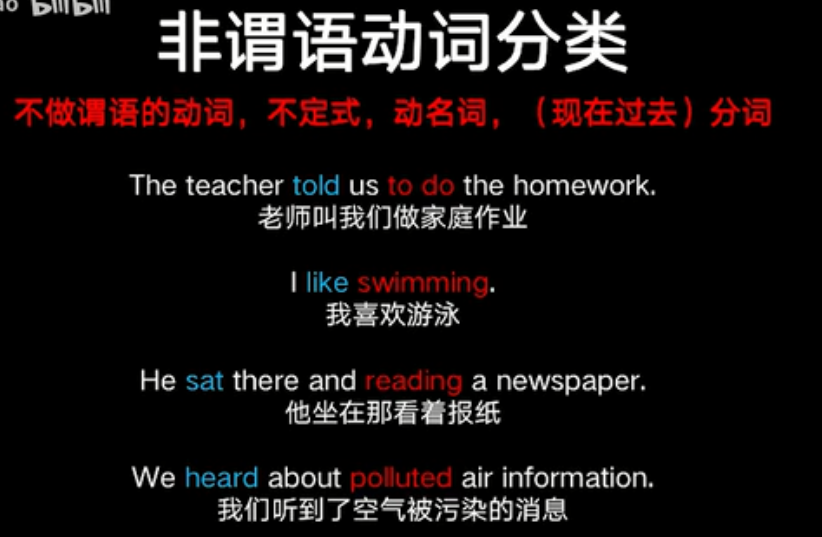 bilibili
非谓语动词分类
不做谓语的动词，不定式，动名词，（现在过去）分词
The teacher told us to do the homework.
老师叫我们做家庭作业
I like swimming.
我喜欢游泳
He sat there and reading a newspaper.
他坐在那看着报纸
We heard about polluted air information.
我们听到了空气被污染的消息